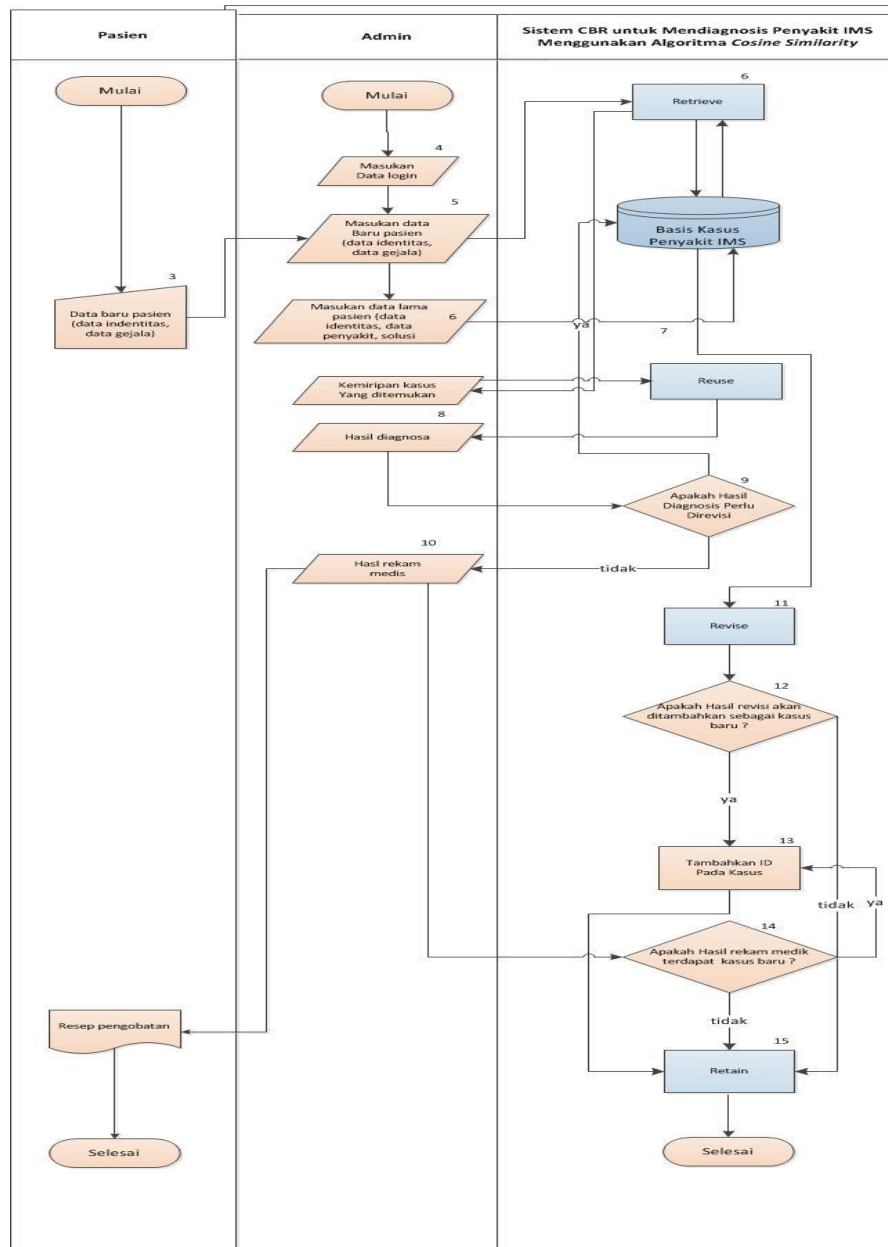 Pasien
Admin
Sistem CBR untuk Mendiagnosis Penyakit IMS
Menggunakan Algoritma Cosine Similarity
Mulai
Mulai
6
Retrieve
4
Masukan
Data login
5
Masukan data
Baru pasien
(data identitas,
data gejala)
Basis Kasus
Penyakit IMS
3
Data baru pasien
(data indentitas,
data gejala)
Masukan data lama
pasien (data
identitas, data
penyakit, solusi
6
ya
7
Kemiripan kasus
Yang ditemukan
Reuse
8
Hasil diagnosa
9
Apakah Hasil
Diagnosis Perlu
Direvisi
10
Hasl rekam
medis
tidak
11
Revise
12
Apakah Hasil revisi akan
ditambahkan sebagai kasus
baru ?
ya
13
Tambahkan ID
Pada Kasus
tidak
ya
14
Apakah Hasil rekam medik
terdapat kasus baru ?
tidak
Resep pengobatan
15
Retain
Selesai
Selesai